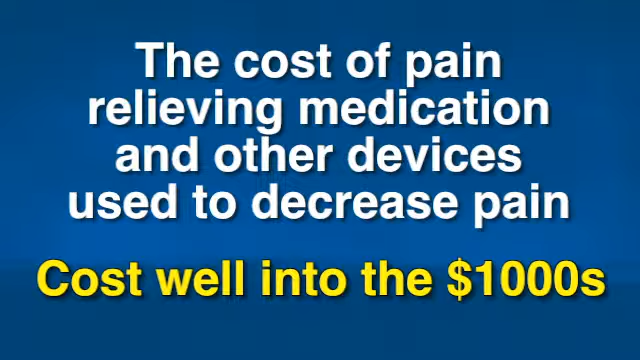 The cost of pain
relieving medication
and other devices
used to decrease pain
Cost well into the $1000s